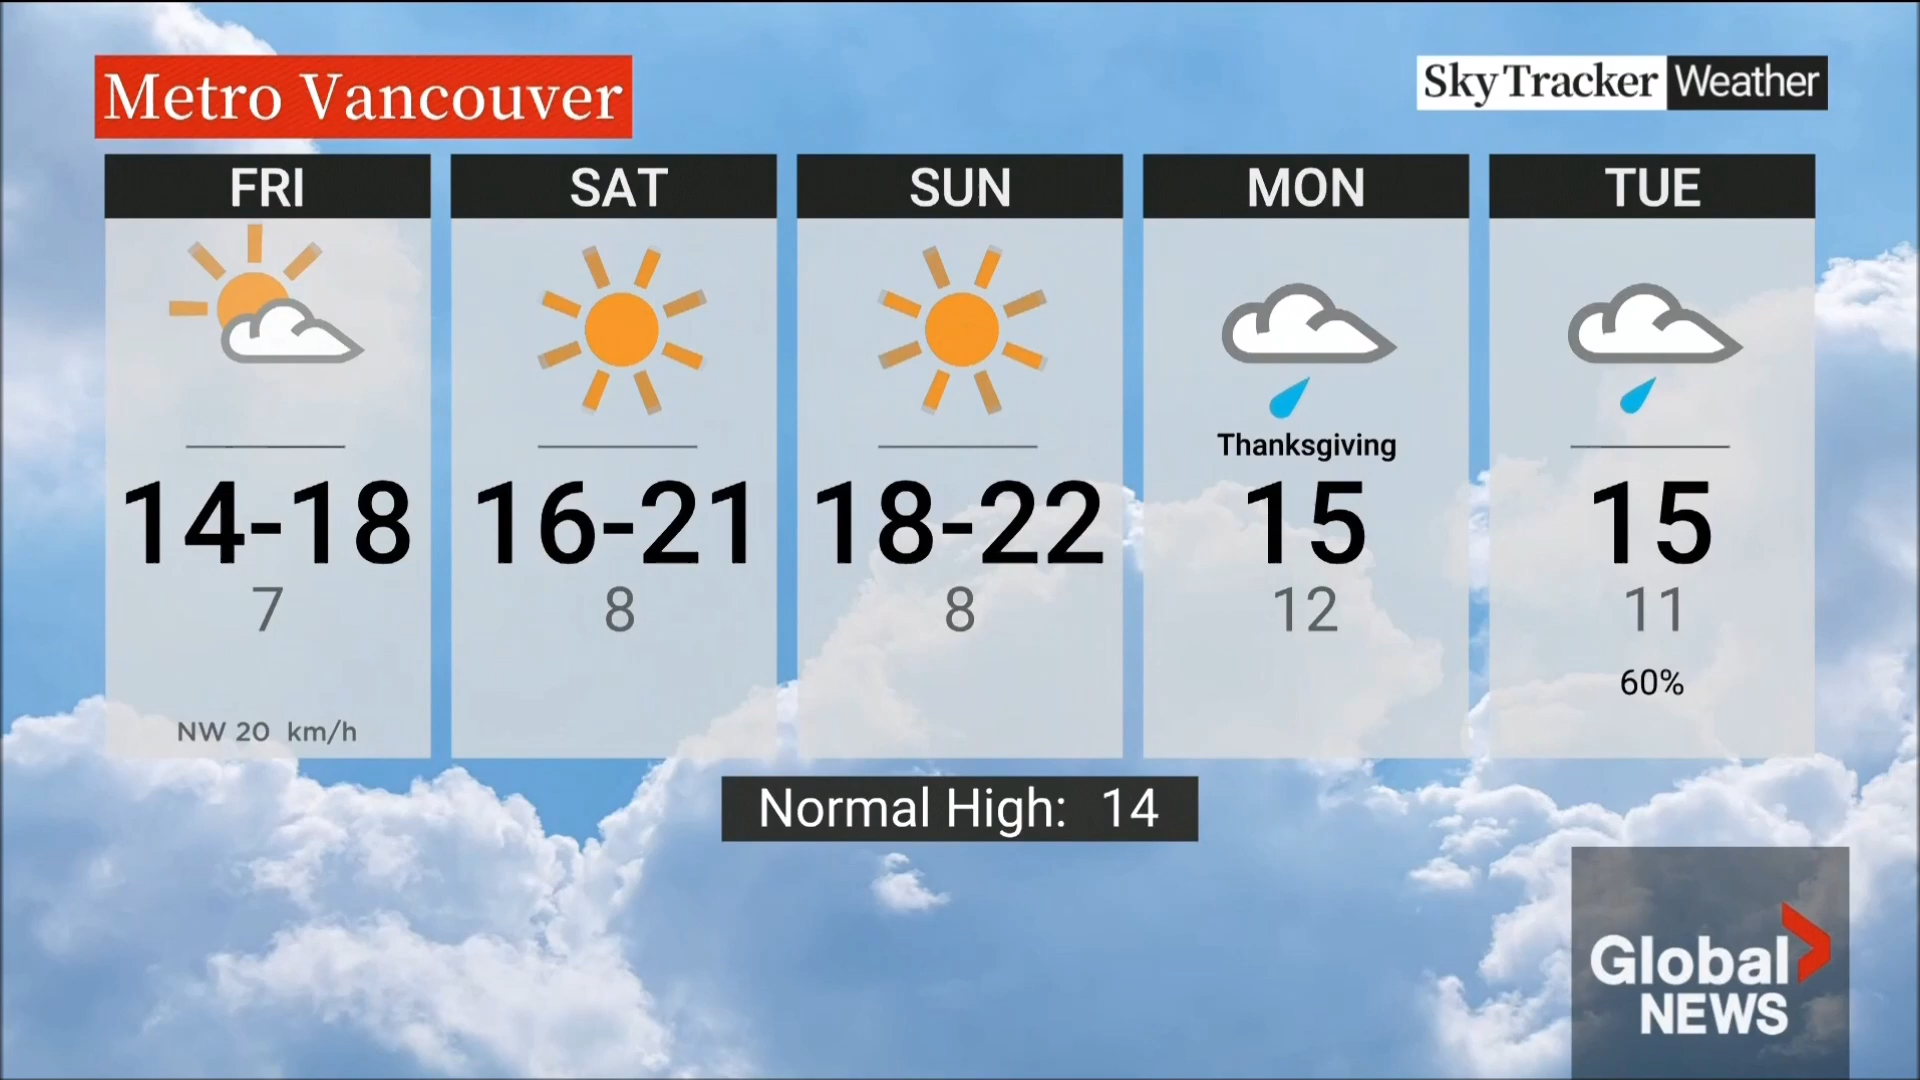 Metro Vancouver
SkyTracker Weather
FRI
14-18
7
NW 20 km/h
SAT
16-21
8
SUN
18-22
8
MON
Thanksgiving
15
12
TUE
15
11
60%
Normal High: 14
Global
NEWS